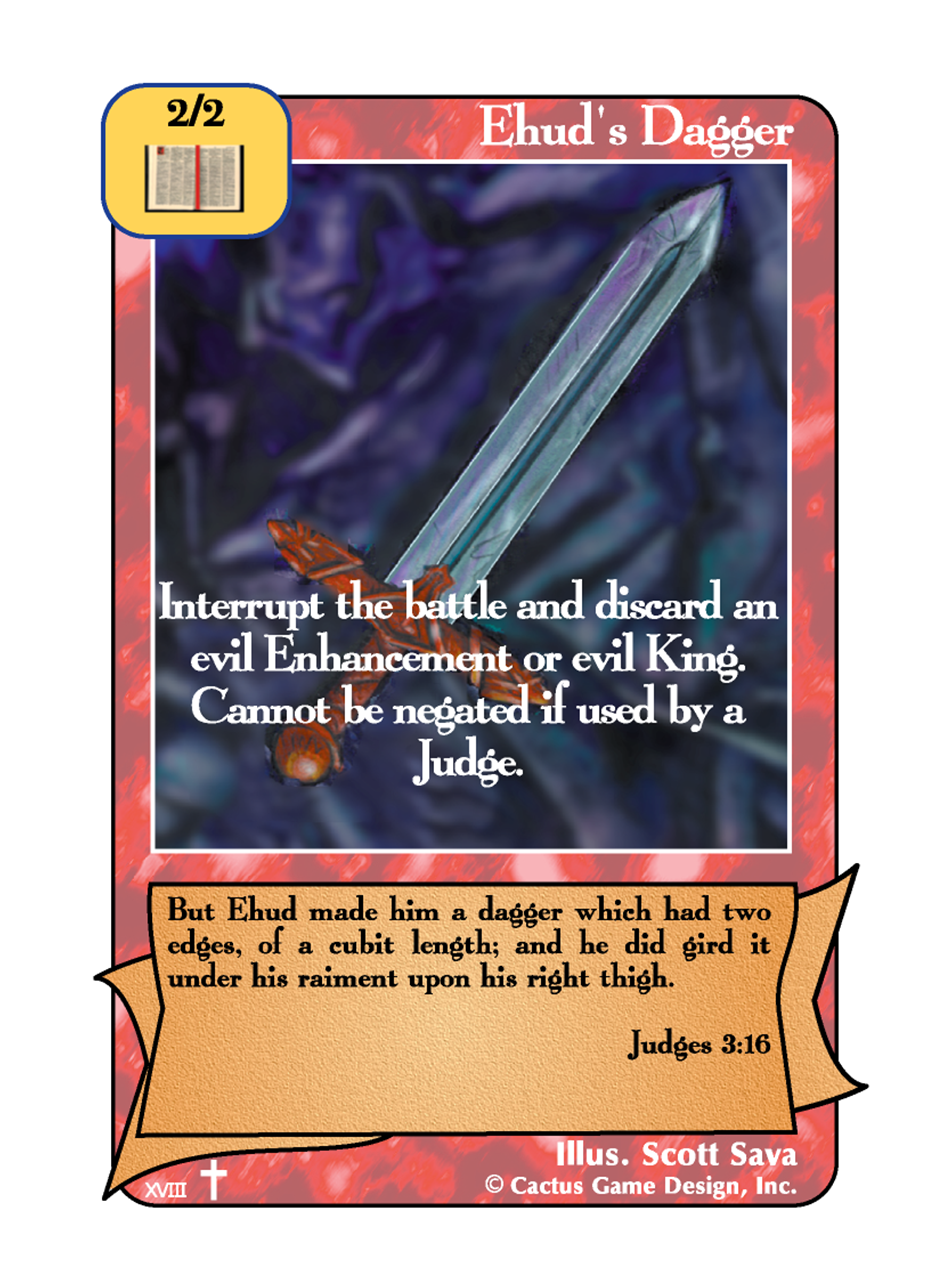 2/2
Ehud's Dagger
Interrupt the battle and discard an
evil Enhancement or evil King.
Cannot be negated if used by a
Judge.
But Ehud made him a dagger which had two
edges, of a cubit length; and he did gird it
under his raiment upon his right thigh.
Judges 3:16
Illus. Scott Sava
XVIII
© Cactus Game Design, Inc.